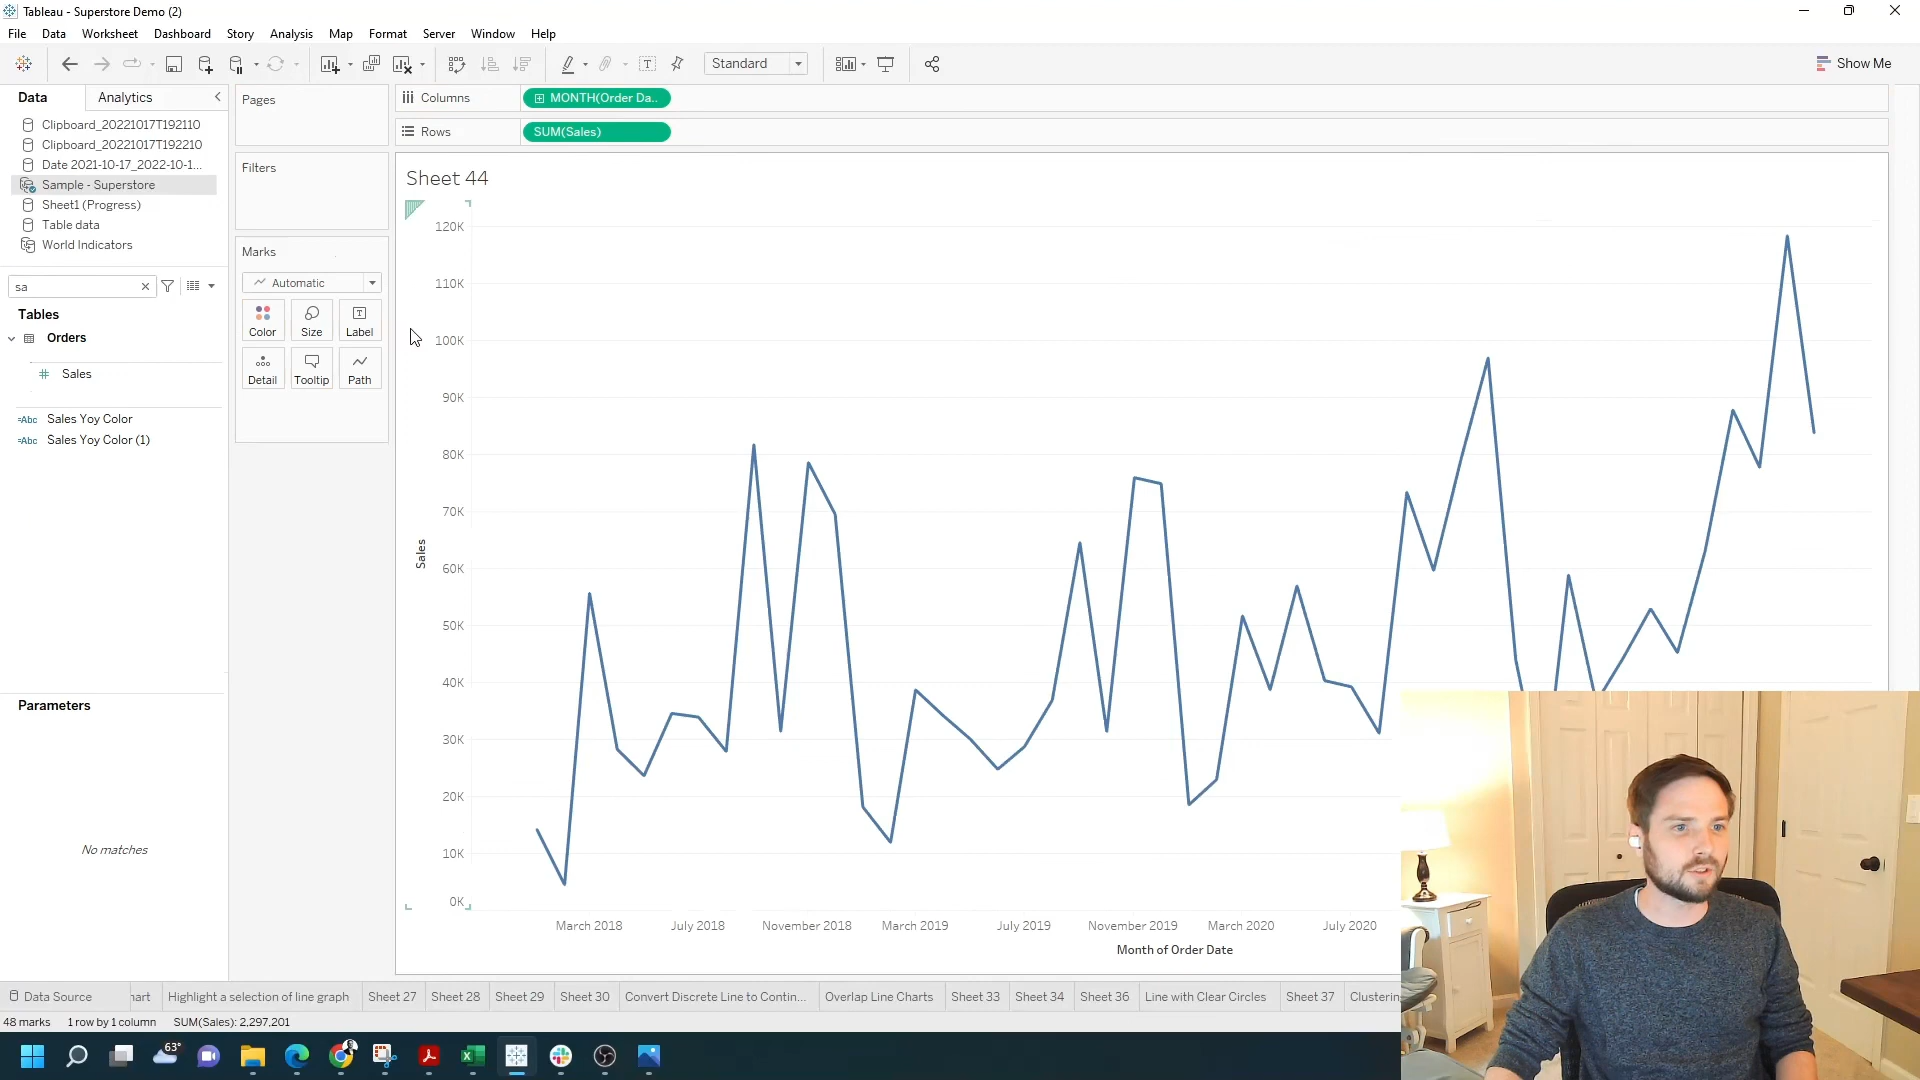 Tableau - Superstore Demo (2)
File Data Worksheet Dashboard Story Analysis Map Format Server Window Help
Standard
Show Me
Data Analytics
Clipboard_20221017T192110
Clipboard_20221017T192210
Date 2021-10-17_2022-10-1...
Sample - Superstore
Sheet1 (Progress)
Table data
World Indicators
sa
Tables
Orders
Sales
=Abc Sales Yoy Color
=Abc Sales Yoy Color (1)
Parameters
No matches
Pages
Filters
Marks
Automatic
Color Size Label
Detail Tooltip Path
Columns MONTH(Order Da..
Rows SUM(Sales)
Sheet 44
120K
110K
100K
90K
80K
70K
60K
50K
40K
30K
20K
10K
0K
Sales
March 2018 July 2018 November 2018 March 2019 July 2019 November 2019 March 2020 July 2020
Month of Order Date
Data Source hart Highlight a selection of line graph Sheet 27 Sheet 28 Sheet 29 Sheet 30 Convert Discrete Line to Contin... Overlap Line Charts Sheet 33 Sheet 34 Sheet 36 Line with Clear Circles Sheet 37 Clustering
48 marks 1 row by 1 column SUM(Sales): 2,297,201
63°